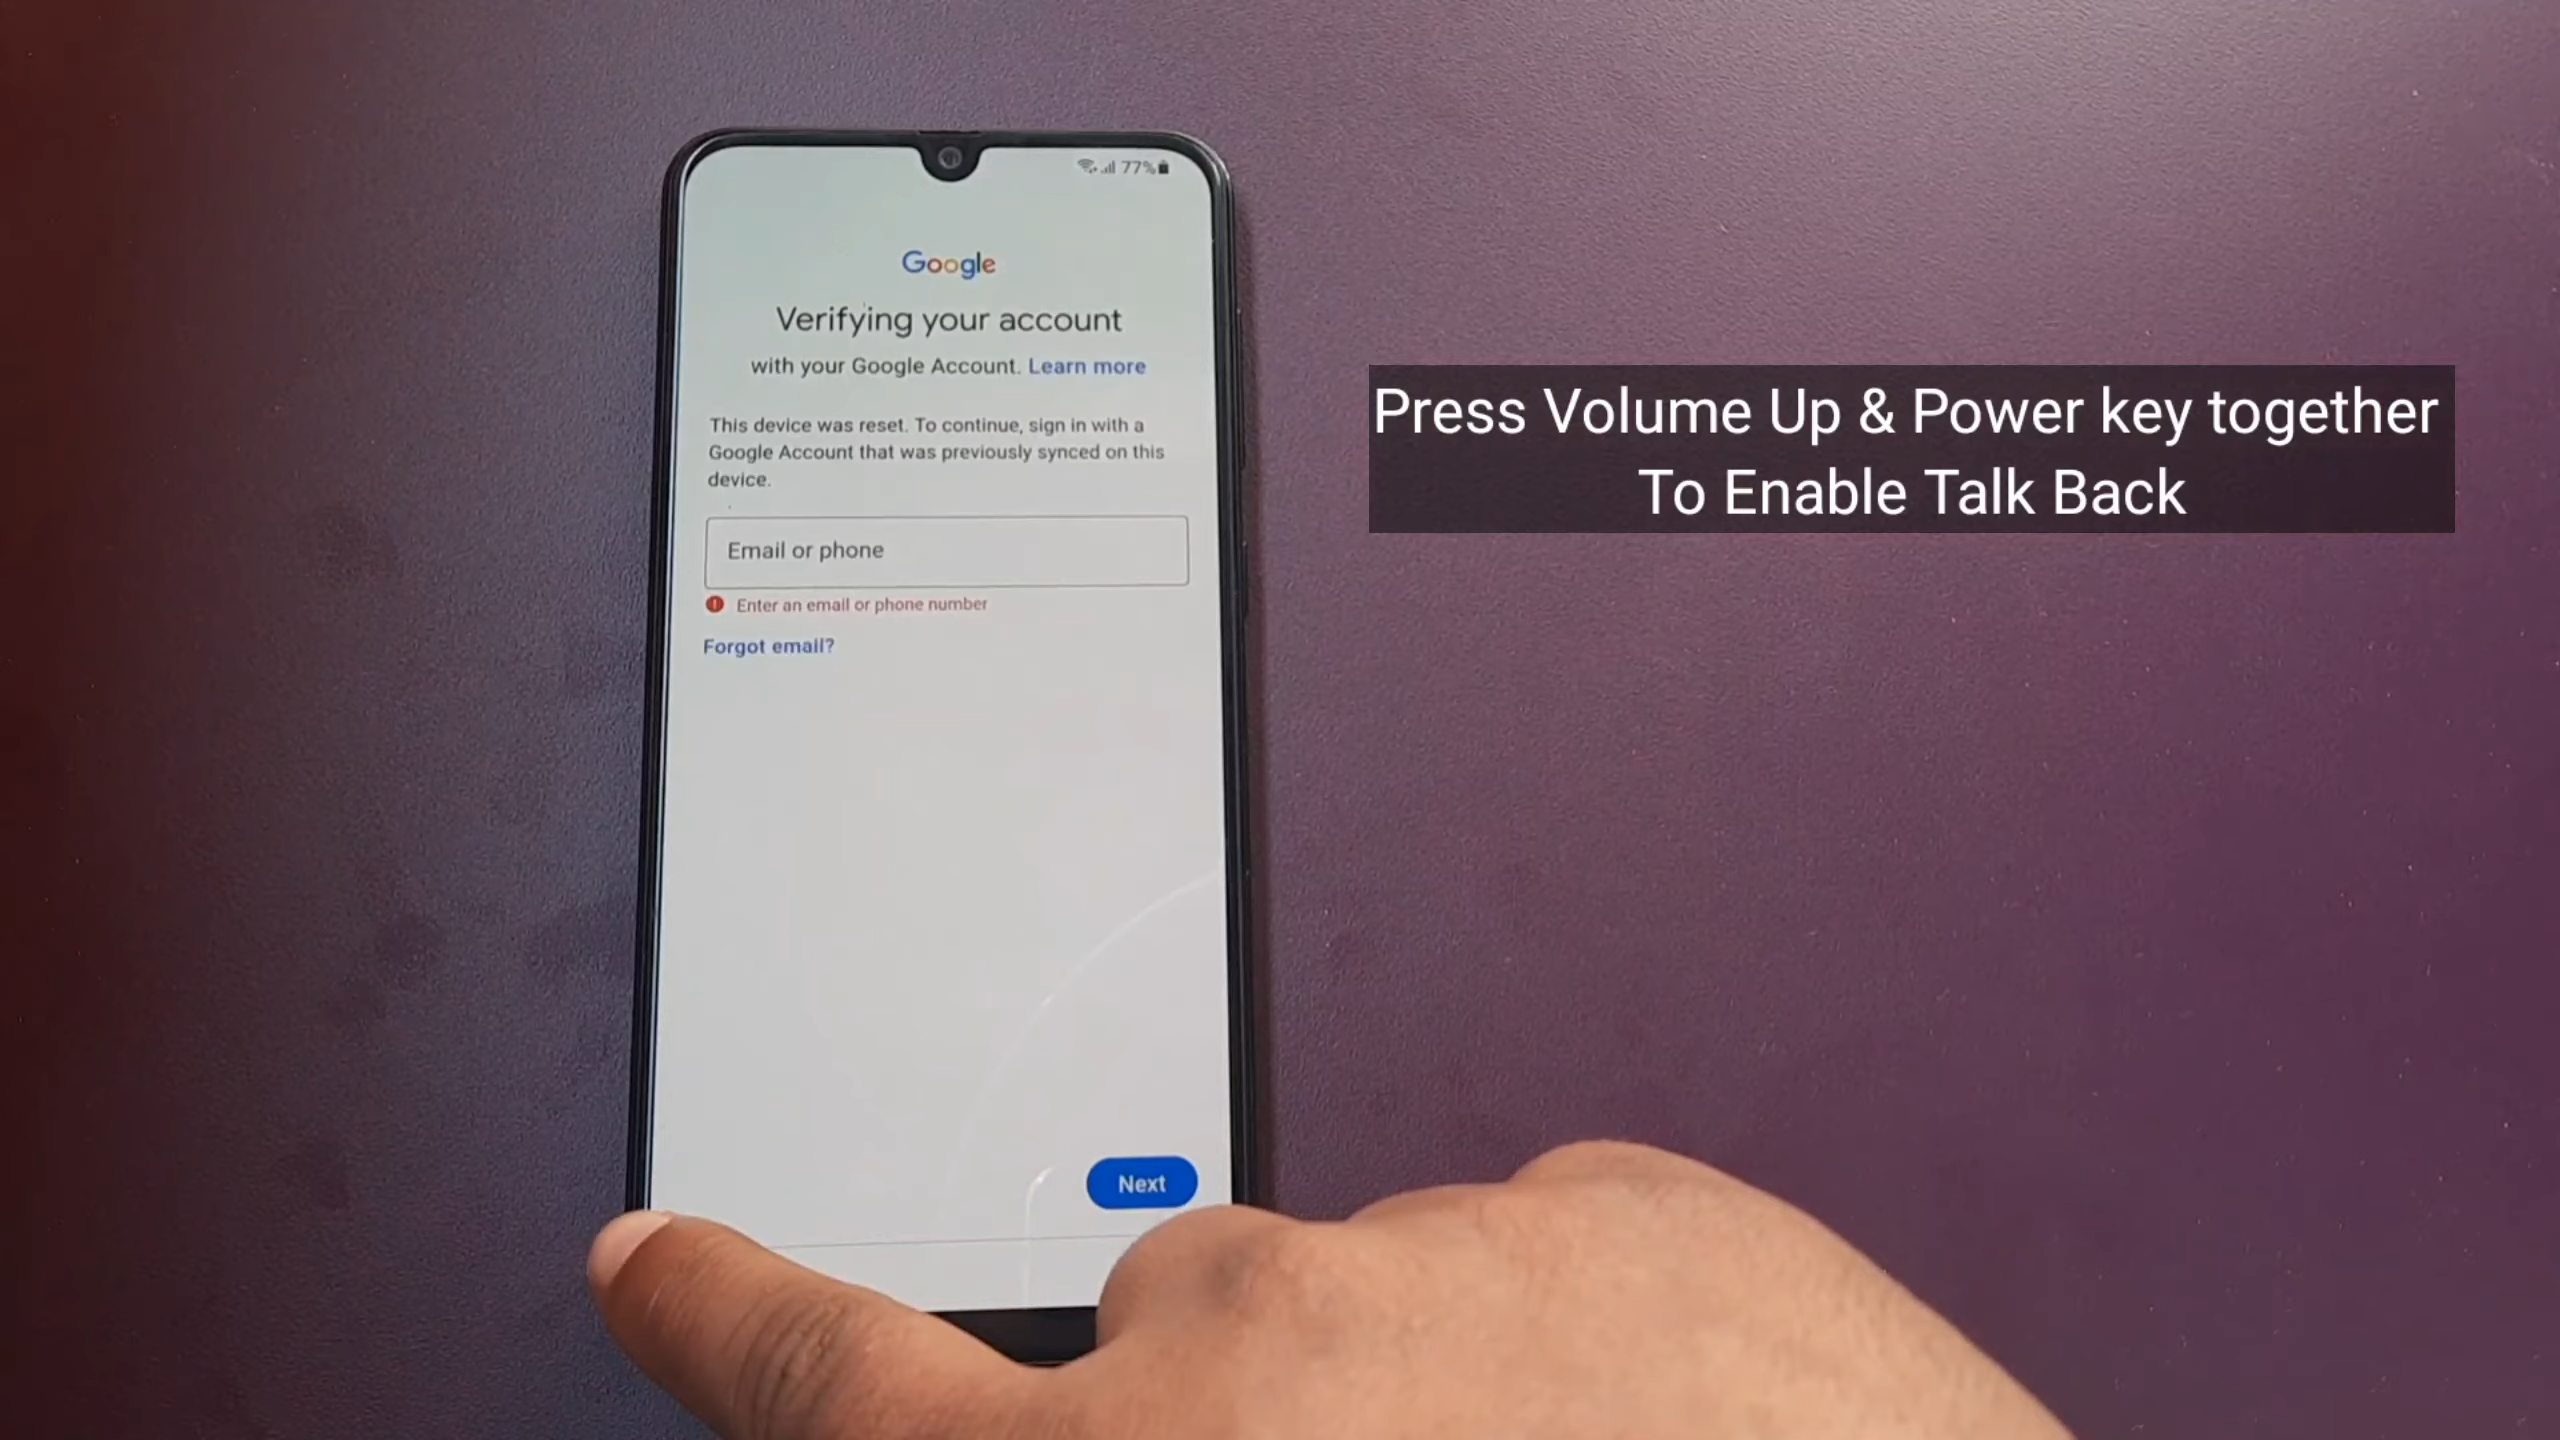 77%
Google
Verifying your account
with your Google Account. Learn more
This device was reset. To continue, sign in with a
Google Account that was previously synced on this
device.
Email or phone
Enter an email or phone number
Forgot email?
Next
Press Volume Up & Power key together
To Enable Talk Back